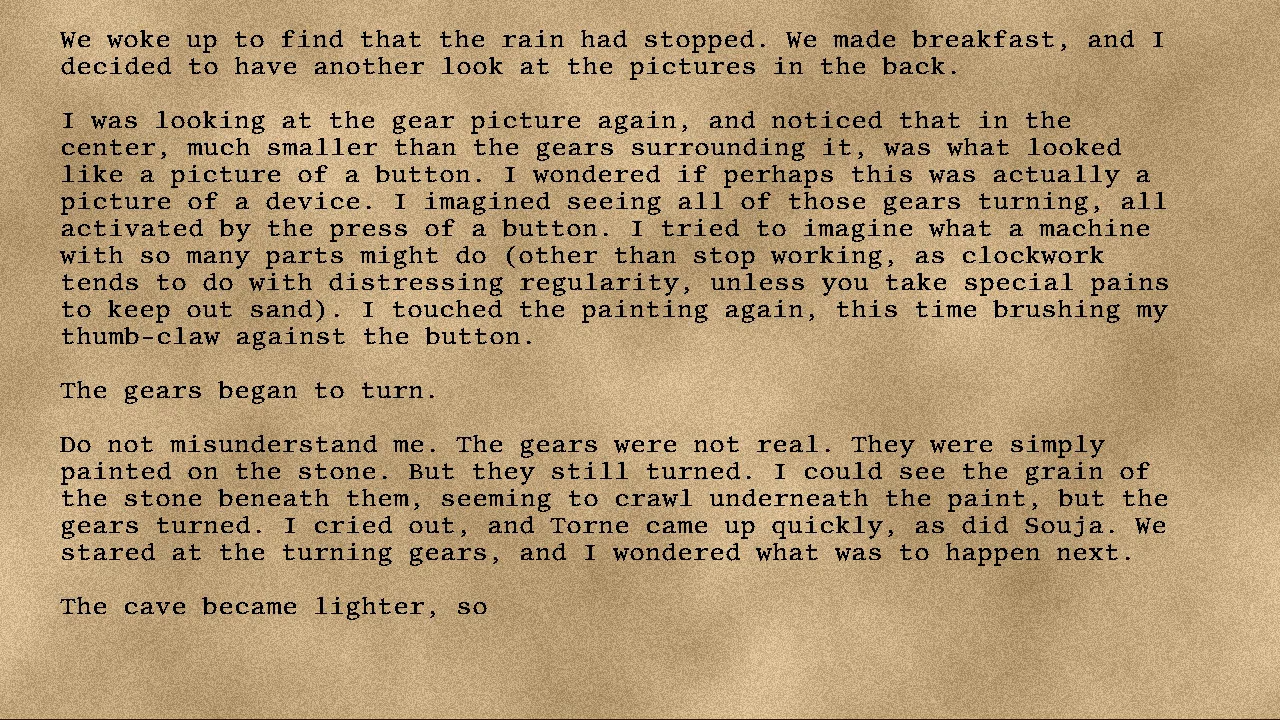 We woke up to find that the rain had stopped. We made breakfast, and I
decided to have another look at the pictures in the back.
I was looking at the gear picture again, and noticed that in the
center, much smaller than the gears surrounding it, was what looked
like a picture of a button. I wondered if perhaps this was actually a
picture of a device. I imagined seeing all of those gears turning, all
activated by the press of a button. I tried to imagine what a machine
with so many parts might do (other than stop working, as clockwork
tends to do with distressing regularity, unless you take special pains
to keep out sand). I touched the painting again, this time brushing my
thumb-claw against the button.
The gears began to turn.
Do not misunderstand me. The gears were not real. They were simply
painted on the stone. But they still turned. I could see the grain of
the stone beneath them, seeming to crawl underneath the paint, but the
gears turned. I cried out, and Torne came up quickly, as did Souja. We
stared at the turning gears, and I wondered what was to happen next.
The cave became lighter, so